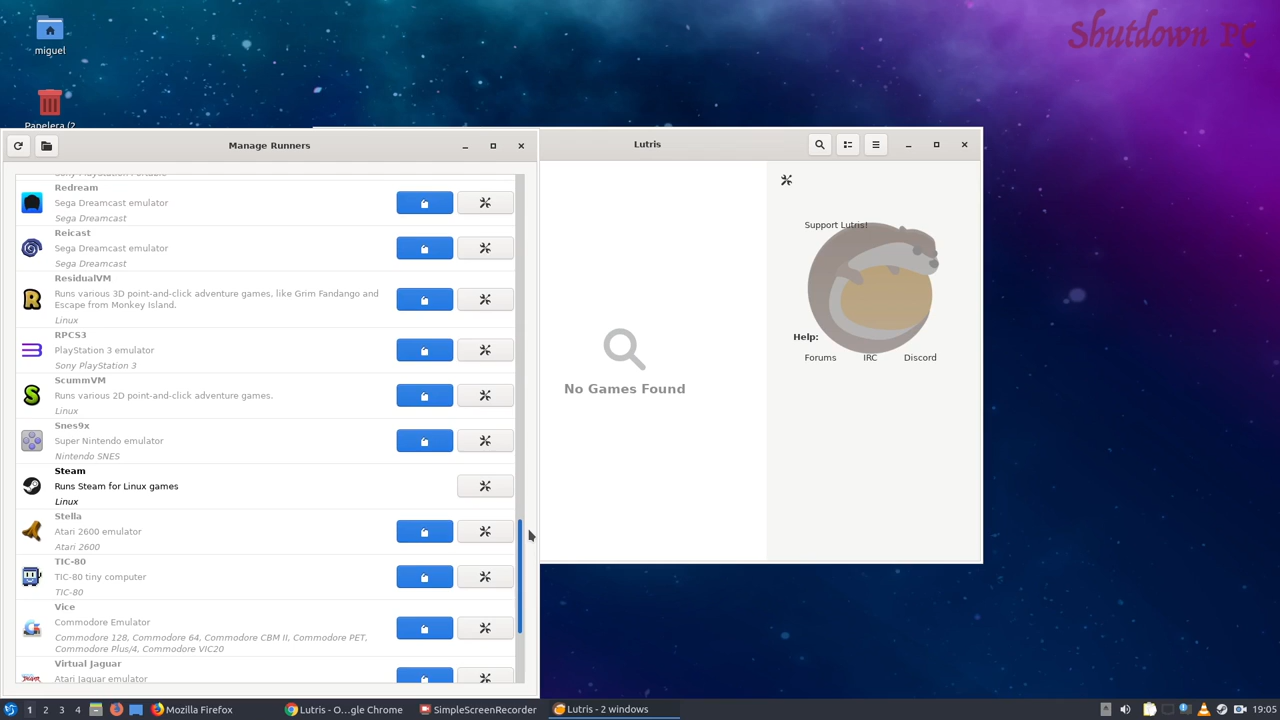 Shutdown PC
miguel
Papelera (2
Manage Runners
Lutris
Sony PlayStation Portable
Redream
Sega Dreamcast emulator
Sega Dreamcast
Reicast
Sega Dreamcast emulator
Sega Dreamcast
ResidualVM
Runs various 3D point-and-click adventure games, like Grim Fandango and
Escape from Monkey Island.
Linux
RPCS3
PlayStation 3 emulator
Sony PlayStation 3
ScummVM
Runs various 2D point-and-click adventure games.
Linux
Snes9x
Super Nintendo emulator
Nintendo SNES
Steam
Runs Steam for Linux games
Linux
Stella
Atari 2600 emulator
Atari 2600
TIC-80
TIC-80 tiny computer
TIC-80
Vice
Commodore Emulator
Commodore 128, Commodore 64, Commodore CBM II, Commodore PET,
Commodore Plus/4, Commodore VIC20
Virtual Jaguar
Atari Jaguar emulator
No Games Found
Support Lutris!
Help:
Forums IRC Discord
1 2 3 4 Mozilla Firefox Lutris - O…gle Chrome SimpleScreenRecorder Lutris - 2 windows 19:05